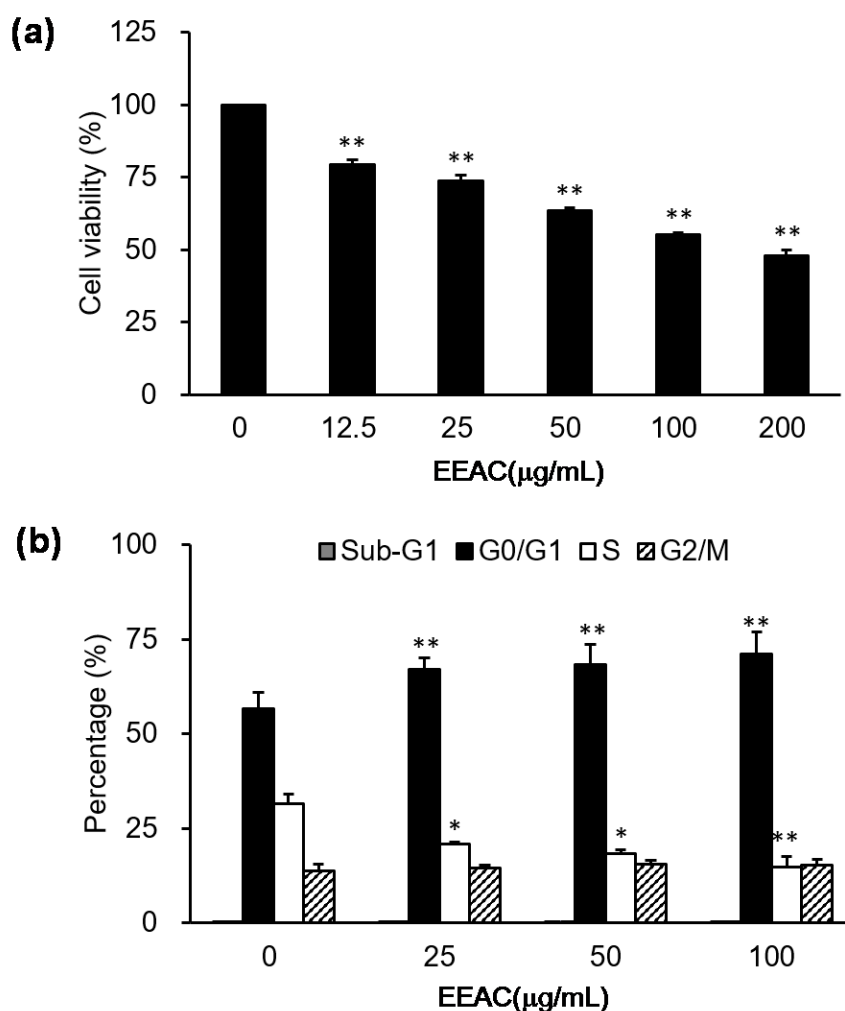 (a)
Cell viability (%)
125
100
75
50
25
0
** ** ** ** **
0 12.5 25 50 100 200
EEAC(μg/mL)
(b)
Percentage (%)
Sub-G1 G0/G1 S G2/M
100
75
50
25
0
** ** **
* * **
0 25 50 100
EEAC(μg/mL)